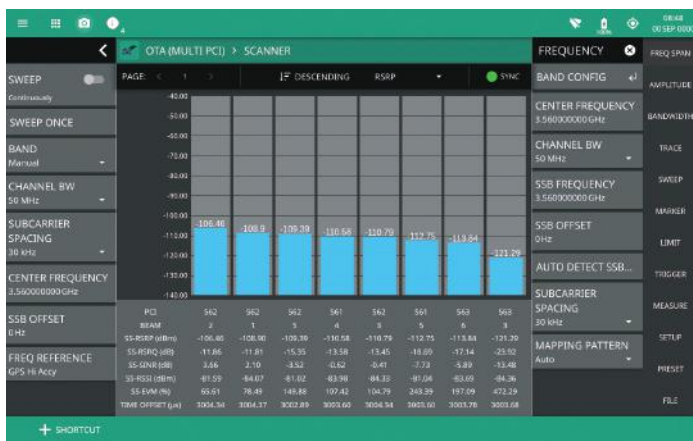 08:48
00 SEP 0000
OTA (MULTI PCI) > SCANNER
FREQUENCY
FREQ SPAN
SWEEP
Continuously
PAGE: < 1 >
DESCENDING
RSRP
SYNC
BAND CONFIG
AMPLITUDE
SWEEP ONCE
CENTER FREQUENCY
3.560000000 GHz
BANDWIDTH
BAND
Manual
CHANNEL BW
50 MHz
TRACE
CHANNEL BW
50 MHz
SSB FREQUENCY
3.560000000 GHz
SWEEP
SUBCARRIER
SPACING
30 kHz
SSB OFFSET
0Hz
MARKER
LIMIT
CENTER FREQUENCY
3.560000000 GHz
AUTO DETECT SSB...
TRIGGER
SSB OFFSET
0 Hz
SUBCARRIER
SPACING
30 kHz
MEASURE
FREQ REFERENCE
GPS Hi Accy
MAPPING PATTERN
Auto
SETUP
PRESET
FILE
-40.00
-50.00
-60.00
-70.00
-80.00
-90.00
-100.00
-110.00
-120.00
-130.00
-140.00
-106.46 -108.9 -109.39 -110.58 -110.79 -112.75 -113.84 -121.29
PCI 562 562 562 561 562 561 563 563
BEAM 2 1 3 4 3 5 6 3
SS-RSRP (dBm) -106.46 -108.90 -109.39 -110.58 -110.79 -112.75 -113.84 -121.29
SS-RSRQ (dB) -11.86 -11.81 -15.35 -13.58 -13.45 -18.69 -17.14 -23.92
SS-SINR (dB) 3.66 2.10 -3.52 -0.62 -0.41 -7.73 -5.89 -13.48
SS-RSSI (dBm) -81.59 -84.07 -81.02 -83.98 -84.33 -81.04 -83.69 -84.36
SS-EVM (%) 65.61 78.49 149.88 107.42 104.79 243.39 197.09 472.29
TIME OFFSET (µs) 3004.34 3004.37 3002.89 3003.60 3004.34 3003.60 3003.78 3003.68
+ SHORTCUT